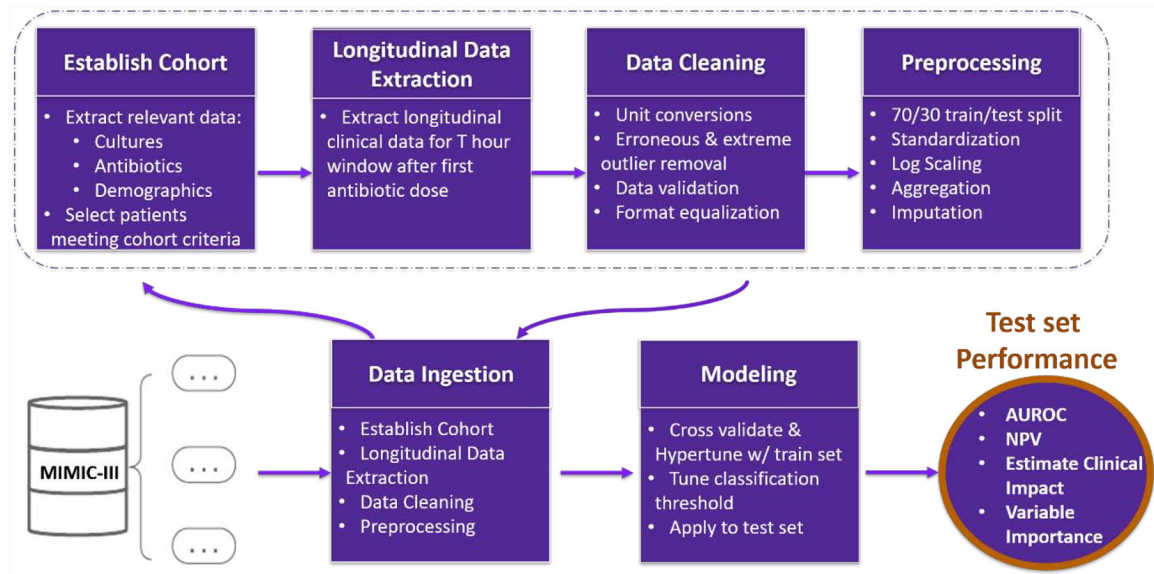 Establish Cohort
• Extract relevant data:
• Cultures
• Antibiotics
• Demographics
• Select patients
meeting cohort criteria
Longitudinal Data
Extraction
• Extract longitudinal
clinical data for T hour
window after first
antibiotic dose
Data Cleaning
• Unit conversions
• Erroneous & extreme
outlier removal
• Data validation
• Format equalization
Preprocessing
• 70/30 train/test split
• Standardization
• Log Scaling
• Aggregation
• Imputation
MIMIC-III
...
...
...
Data Ingestion
• Establish Cohort
• Longitudinal Data
Extraction
• Data Cleaning
• Preprocessing
Modeling
• Cross validate &
Hypertune w/ train set
• Tune classification
threshold
• Apply to test set
Test set
Performance
• AUROC
• NPV
• Estimate Clinical
Impact
• Variable
Importance